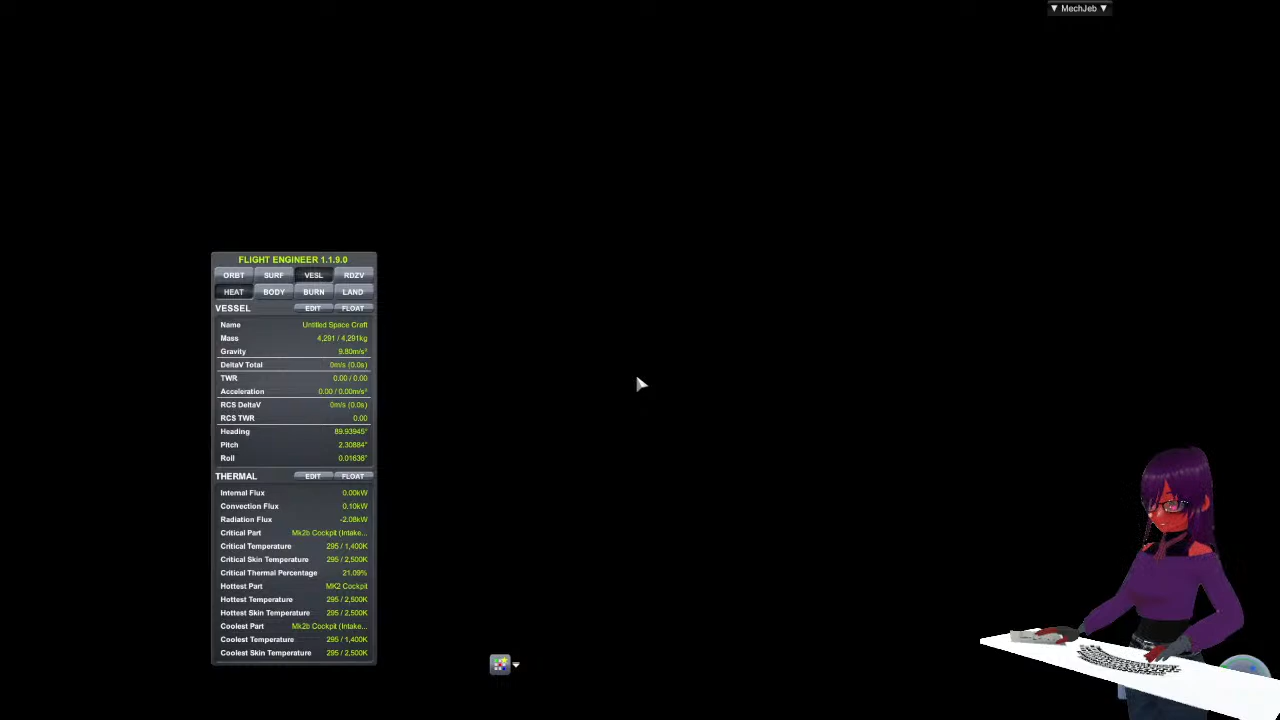 ▼ MechJeb ▼
FLIGHT ENGINEER 1.1.9.0
ORBT SURF VESL RDZV
HEAT BODY BURN LAND
VESSEL EDIT FLOAT
Name Untitled Space Craft
Mass 4,291 / 4,291kg
Gravity 9.80m/s²
DeltaV Total 0m/s (0.0s)
TWR 0.00 / 0.00
Acceleration 0.00 / 0.00m/s²
RCS DeltaV 0m/s (0.0s)
RCS TWR 0.00
Heading 89.93945°
Pitch 2.30884°
Roll 0.01636°
THERMAL EDIT FLOAT
Internal Flux 0.00kW
Convection Flux 0.10kW
Radiation Flux -2.08kW
Critical Part Mk2b Cockpit (Intake...
Critical Temperature 295 / 1,400K
Critical Skin Temperature 295 / 2,500K
Critical Thermal Percentage 21.09%
Hottest Part MK2 Cockpit
Hottest Temperature 295 / 2,500K
Hottest Skin Temperature 295 / 2,500K
Coolest Part Mk2b Cockpit (Intake...
Coolest Temperature 295 / 1,400K
Coolest Skin Temperature 295 / 2,500K